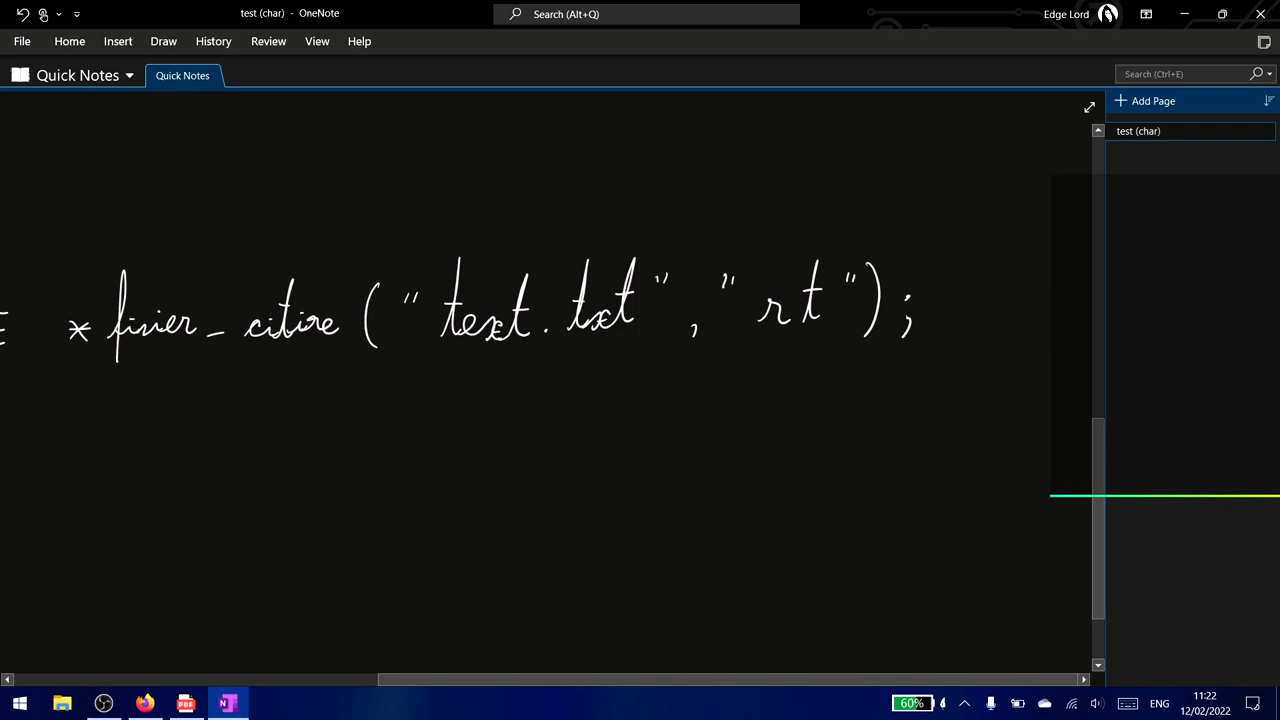 test (char) - OneNote
Search (Alt+Q)
Edge Lord
File Home Insert Draw History Review View Help
Quick Notes
Quick Notes
Search (Ctrl+E)
Add Page
test (char)
* fisier_citire ("text.txt", "rt");
PDF
N
60%
ENG
11:22
12/02/2022